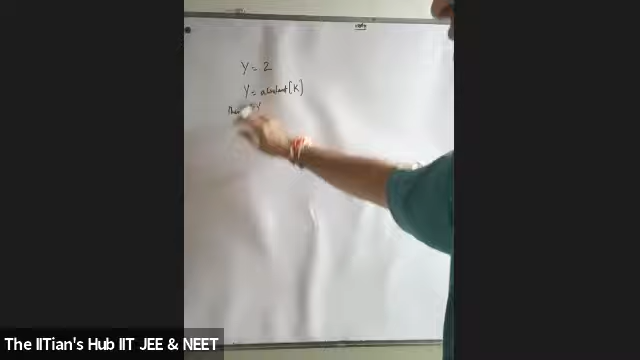 Y = 2
Y = constant [K]
The IITian's Hub IIT JEE & NEET